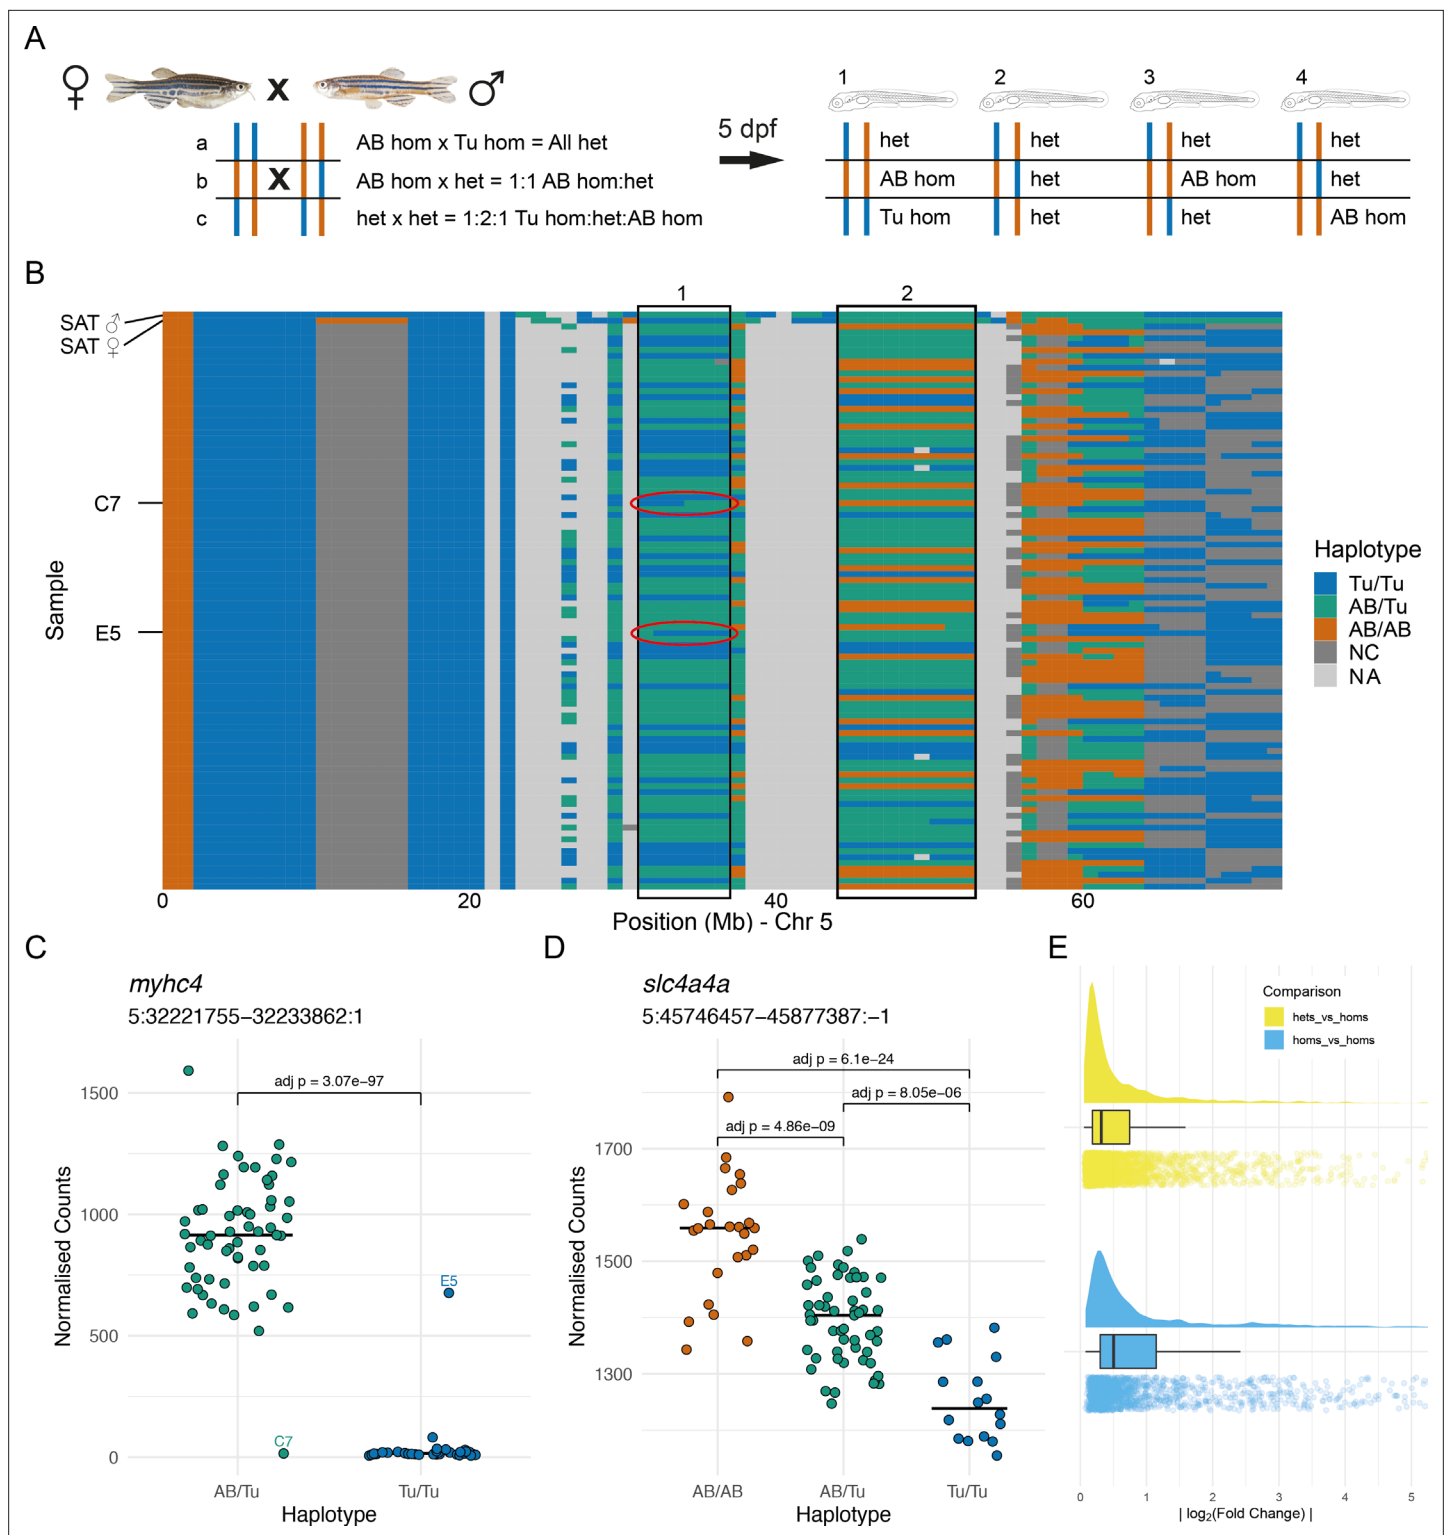 A
♀ x ♂
a AB hom x Tu hom = All het
b X AB hom x het = 1:1 AB hom:het
c het x het = 1:2:1 Tu hom:het:AB hom
5 dpf
1 2 3 4
het het het het
AB hom het AB hom het
Tu hom het het AB hom
B
1 2
SAT ♂
SAT ♀
C7
E5
Sample
0 20 40 60
Position (Mb) - Chr 5
Haplotype
Tu/Tu
AB/Tu
AB/AB
NC
NA
C
myhc4
5:32221755–32233862:1
adj p = 3.07e–97
1500
1000
500
0
Normalised Counts
E5
C7
AB/Tu Tu/Tu
Haplotype
D
slc4a4a
5:45746457–45877387:–1
adj p = 6.1e–24
adj p = 8.05e–06
adj p = 4.86e–09
1700
1500
1300
Normalised Counts
AB/AB AB/Tu Tu/Tu
Haplotype
E
Comparison
hets_vs_homs
homs_vs_homs
0 1 2 3 4 5
| log2(Fold Change) |